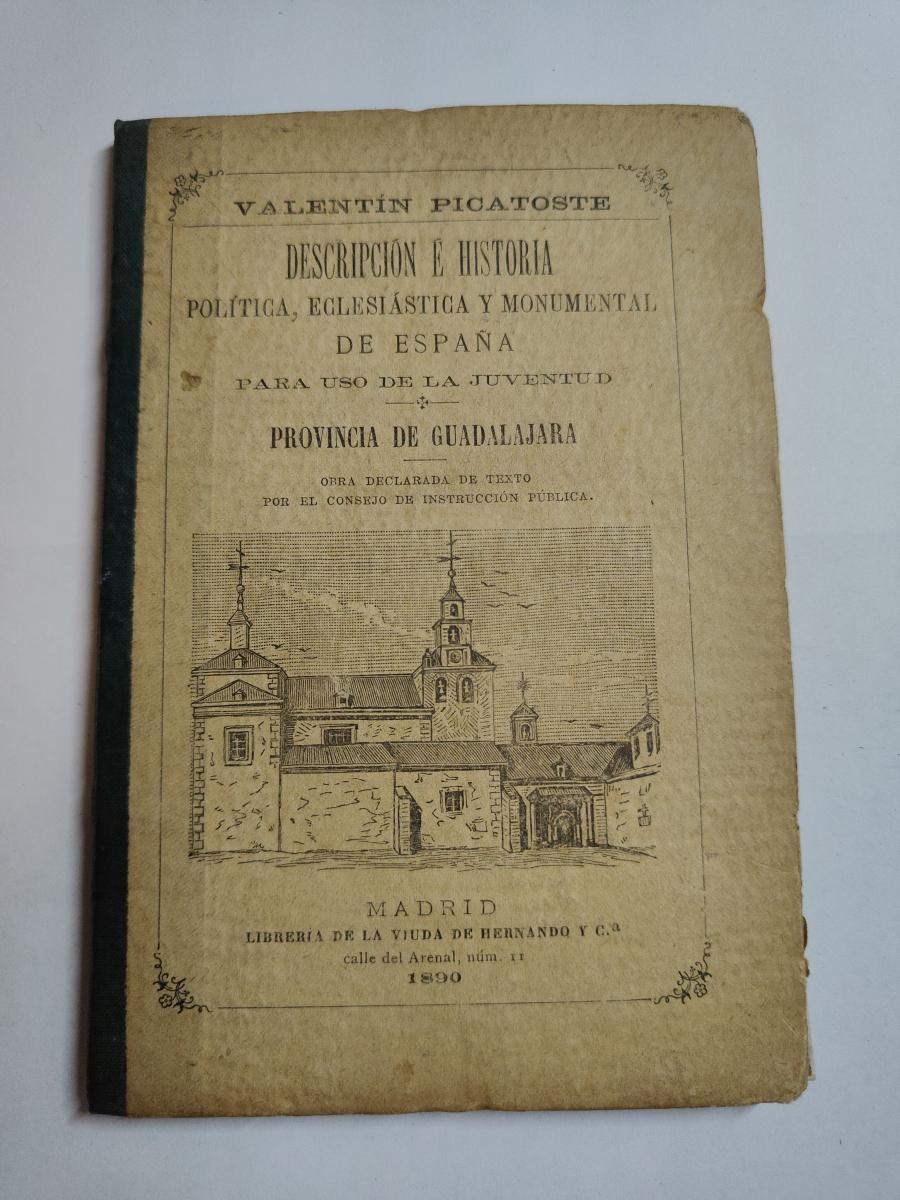 VALENTÍN PICATOSTE
DESCRIPCIÓN É HISTORIA
POLÍTICA, ECLESIÁSTICA Y MONUMENTAL
DE ESPAÑA
PARA USO DE LA JUVENTUD
PROVINCIA DE GUADALAJARA
OBRA DECLARADA DE TEXTO
POR EL CONSEJO DE INSTRUCCIÓN PÚBLICA.
MADRID
LIBRERÍA DE LA VIUDA DE HERNANDO Y C.ª
calle del Arenal, núm. 11
1890